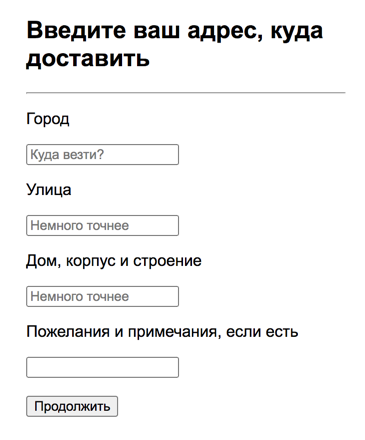 Введите ваш адрес, куда
доставить
Город
Куда везти?
Улица
Немного точнее
Дом, корпус и строение
Немного точнее
Пожелания и примечания, если есть
Продолжить